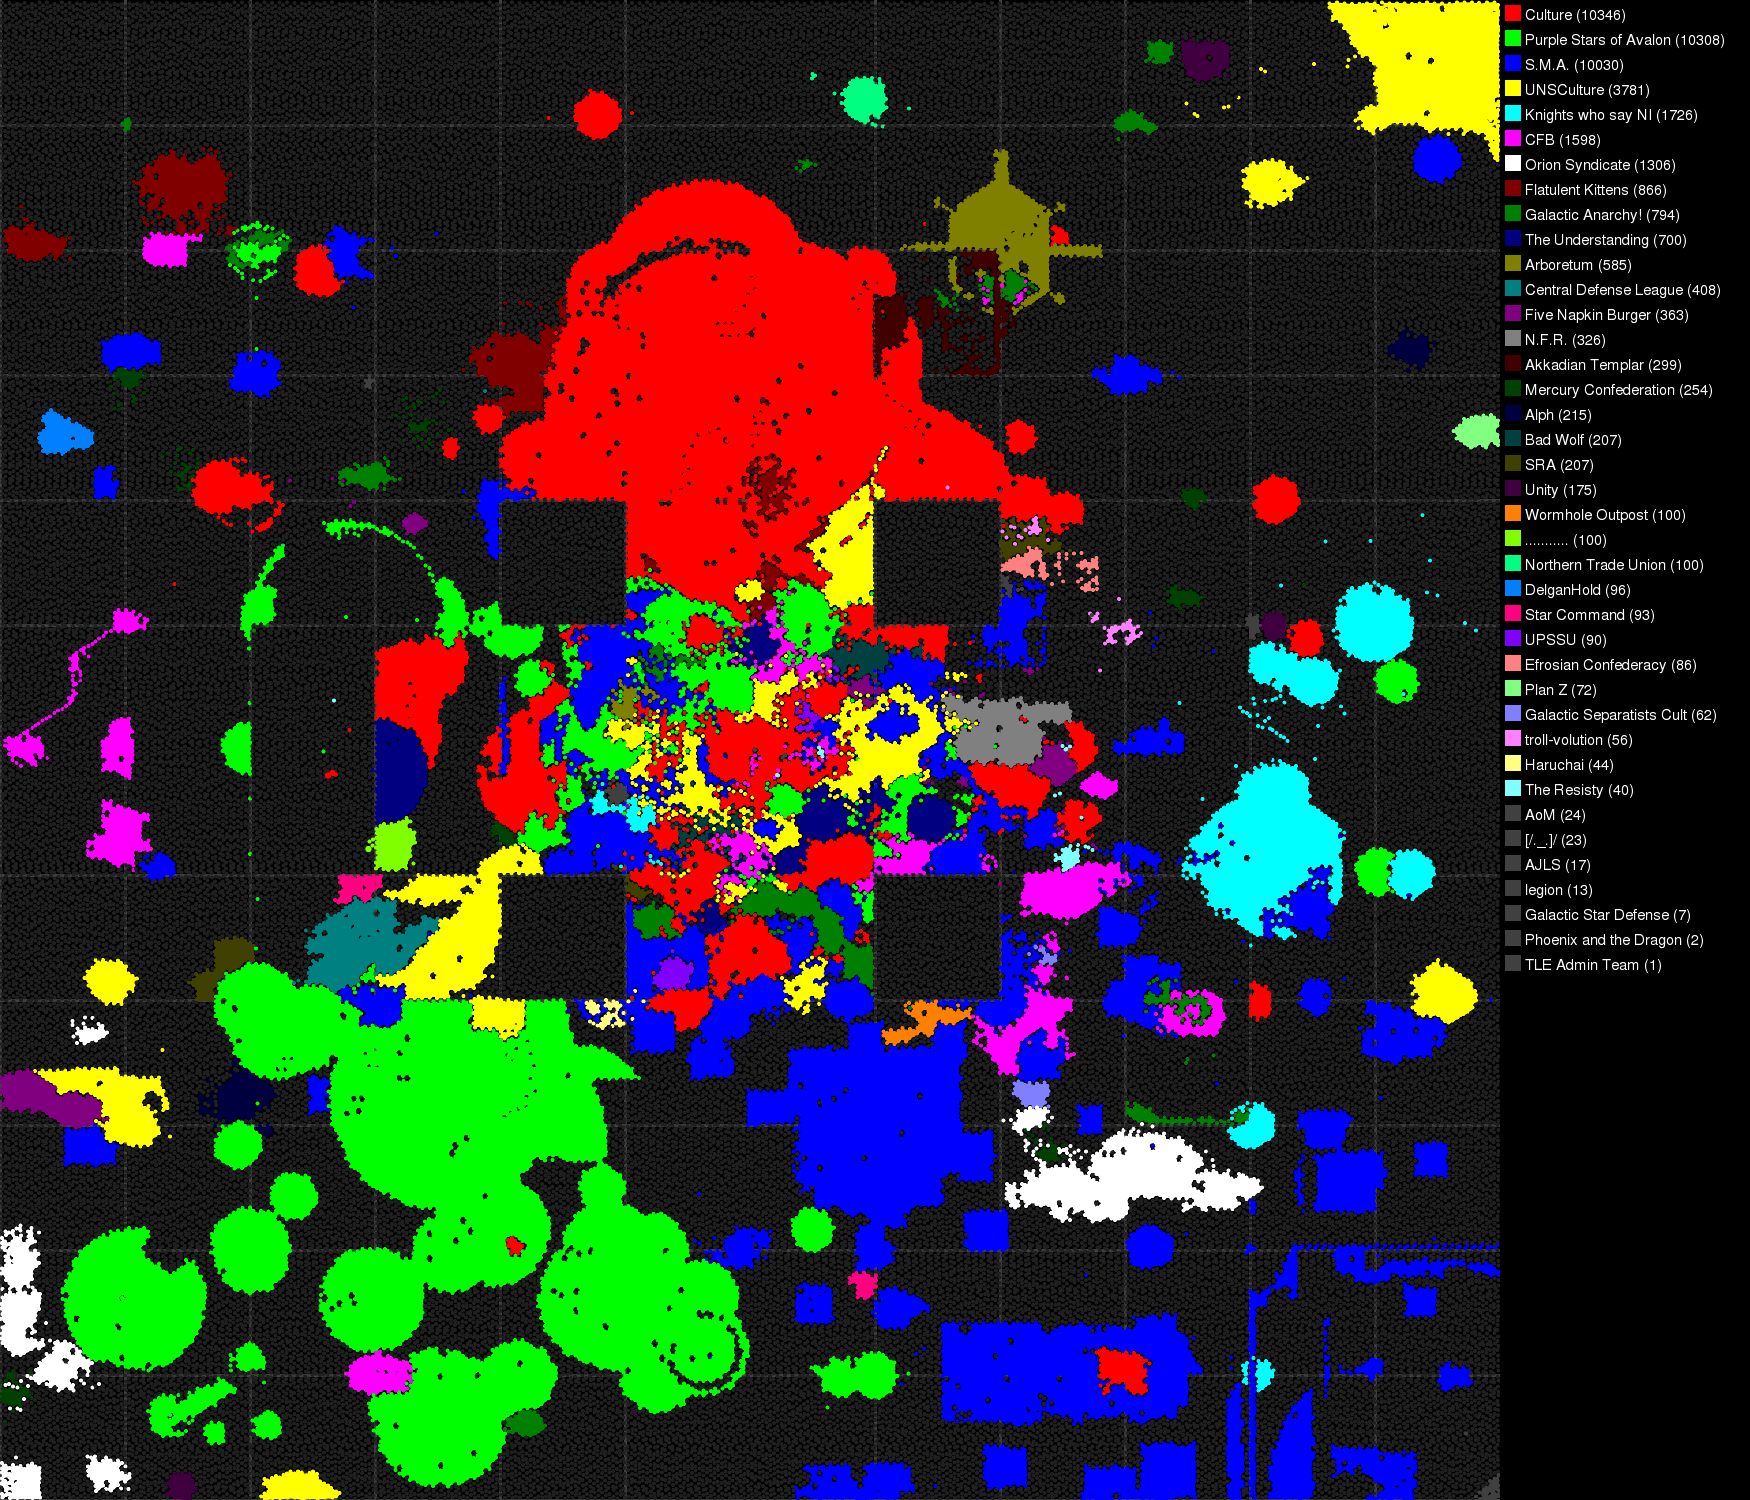 Culture (10346)
Purple Stars of Avalon (10308)
S.M.A. (10030)
UNSCulture (3781)
Knights who say NI (1726)
CFB (1598)
Orion Syndicate (1306)
Flatulent Kittens (866)
Galactic Anarchy! (794)
The Understanding (700)
Arboretum (585)
Central Defense League (408)
Five Napkin Burger (363)
N.F.R. (326)
Akkadian Templar (299)
Mercury Confederation (254)
Alph (215)
Bad Wolf (207)
SRA (207)
Unity (175)
Wormhole Outpost (100)
........... (100)
Northern Trade Union (100)
DelganHold (96)
Star Command (93)
UPSSU (90)
Efrosian Confederacy (86)
Plan Z (72)
Galactic Separatists Cult (62)
troll-volution (56)
Haruchai (44)
The Resisty (40)
AoM (24)
[/._.]/ (23)
AJLS (17)
legion (13)
Galactic Star Defense (7)
Phoenix and the Dragon (2)
TLE Admin Team (1)